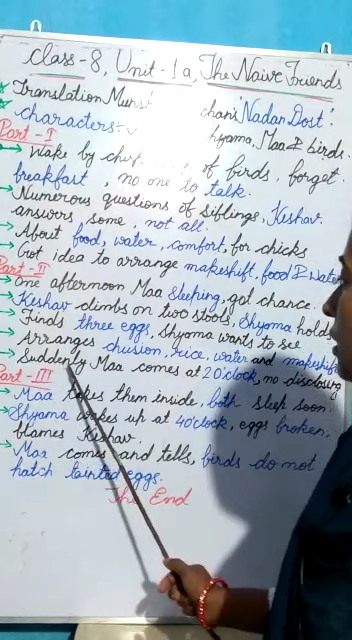 Class-8, Unit-1a, The Naive Friends
Translation Munshi chand 'Nadan Dost'.
characters:- hyama, Maa & birds.
Part-I
Wake by chirp of birds. forget
breakfast, no one to talk.
Numerous questions of siblings, Keshav
answers some, not all.
About food, water, comfort, for chicks
Got idea to arrange makeshift, food & water
Part-II
One afternoon Maa sleeping, got chance.
Keshav climbs on two stools, Shyama holds
Finds three eggs, Shyama wants to see
Arranges chusion, rice, water and makeshift
Suddenly Maa comes at 2 O'clock, no disclosing
Part-III
Maa takes them inside, both sleep soon.
Shyama wakes up at 4 O'clock, eggs broken,
blames Keshav.
Maa comes and tells, birds do not
hatch tainted eggs.
The End